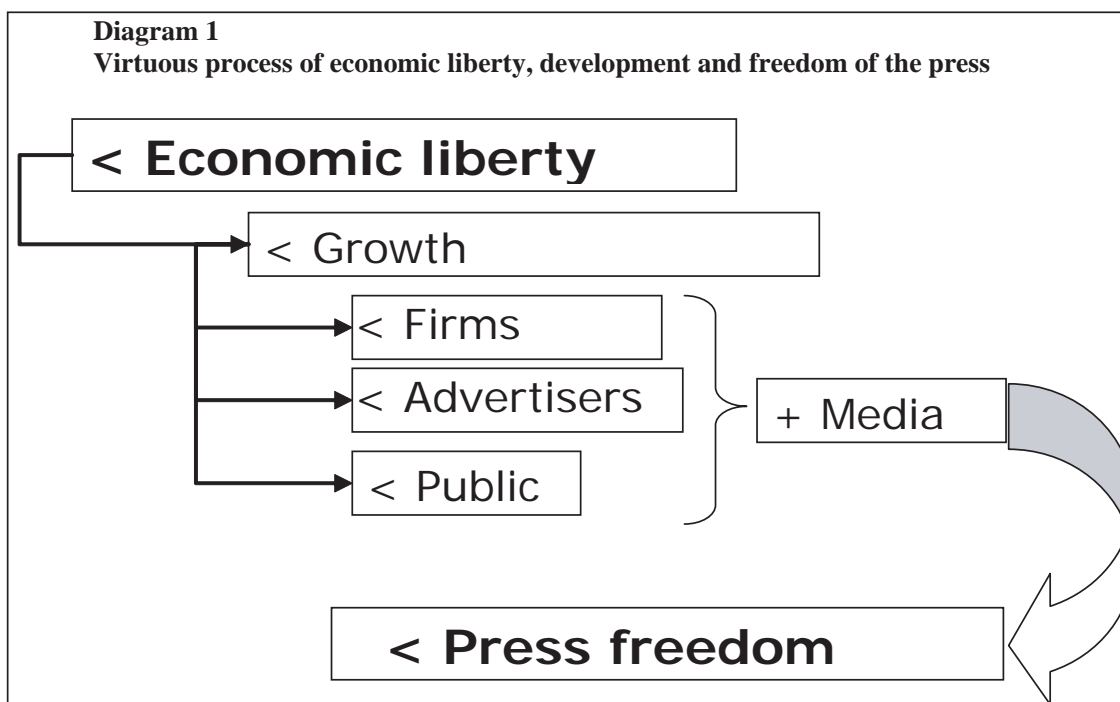 Diagram 1
Virtuous process of economic liberty, development and freedom of the press
< Economic liberty
< Growth
< Firms
< Advertisers
+ Media
< Public
< Press freedom